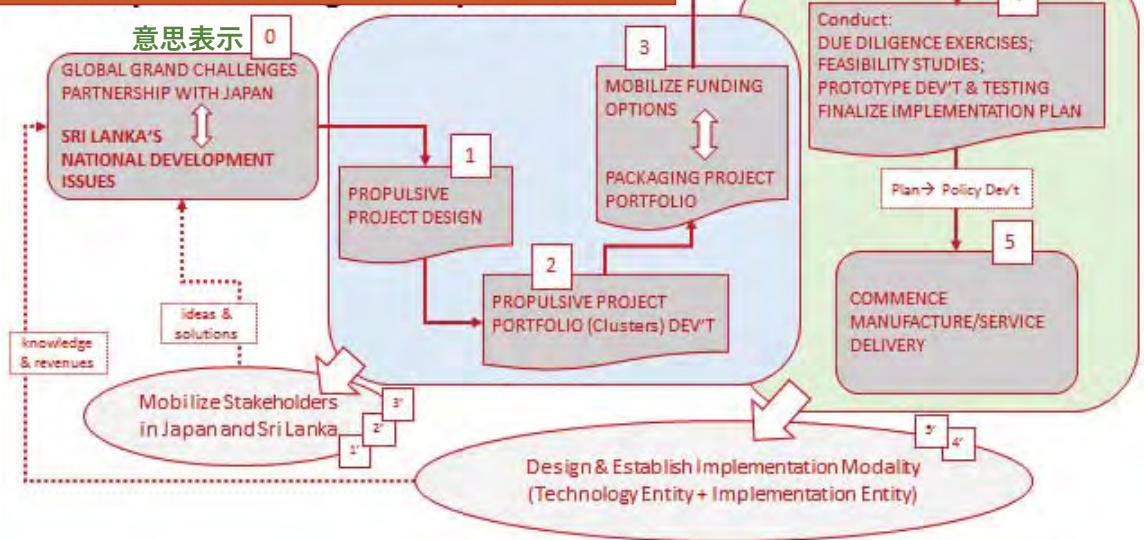 意思表示
0
GLOBAL GRAND CHALLENGES
PARTNERSHIP WITH JAPAN
SRI LANKA'S
NATIONAL DEVELOPMENT
ISSUES
1
PROPULSIVE
PROJECT DESIGN
2
PROPULSIVE PROJECT
PORTFOLIO (Clusters) DEV'T
3
MOBILIZE FUNDING
OPTIONS
PACKAGING PROJECT
PORTFOLIO
Conduct:
DUE DILIGENCE EXERCISES;
FEASIBILITY STUDIES;
PROTOTYPE DEV'T & TESTING
FINALIZE IMPLEMENTATION PLAN
Plan→ Policy Dev't
5
COMMENCE
MANUFACTURE/SERVICE
DELIVERY
ideas &
solutions
knowledge
& revenues
Mobilize Stakeholders
in Japan and Sri Lanka
3'
2'
1'
Design & Establish Implementation Modality
(Technology Entity + Implementation Entity)
4'